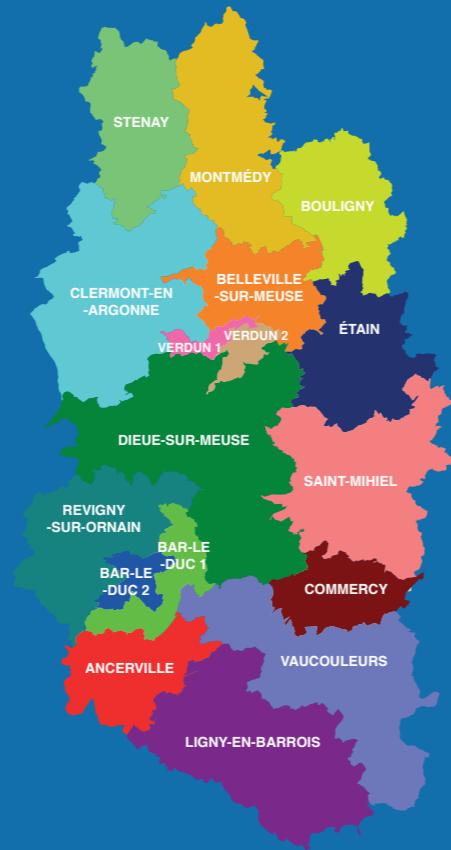 STENAY
MONTMÉDY
BOULIGNY
BELLEVILLE
-SUR-MEUSE
CLERMONT-EN
-ARGONNE
ÉTAIN
VERDUN 2
VERDUN 1
DIEUE-SUR-MEUSE
SAINT-MIHIEL
REVIGNY
-SUR-ORNAIN
BAR-LE
-DUC 1
BAR-LE
-DUC 2
COMMERCY
ANCERVILLE
VAUCOULEURS
LIGNY-EN-BARROIS